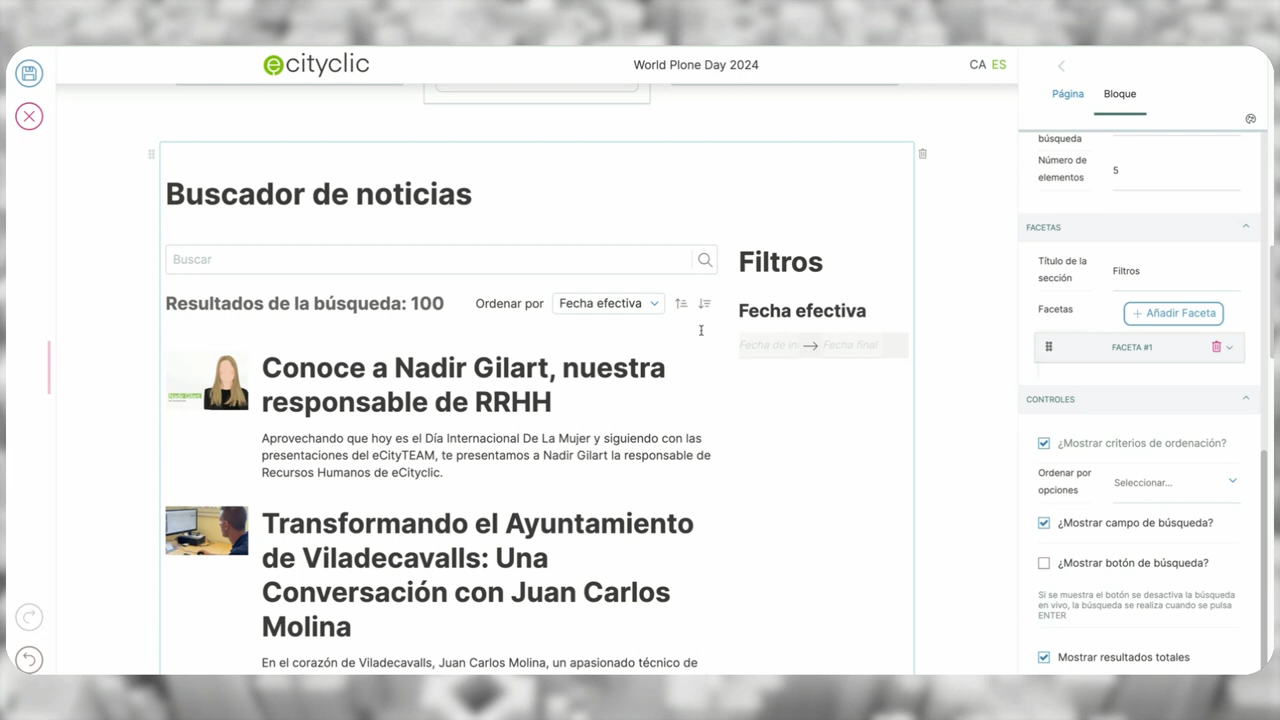 ecityclic
World Plone Day 2024
CA ES
Página
Bloque
búsqueda
Número de
elementos
5
FACETAS
Título de la
sección
Filtros
Facetas
+ Añadir Faceta
FACETA #1
CONTROLES
¿Mostrar criterios de ordenación?
Ordenar por
opciones
Seleccionar...
¿Mostrar campo de búsqueda?
¿Mostrar botón de búsqueda?
Si se muestra el botón se desactiva la búsqueda
en vivo, la búsqueda se realiza cuando se pulsa
ENTER
Mostrar resultados totales
Buscador de noticias
Buscar
Resultados de la búsqueda: 100
Ordenar por
Fecha efectiva
Filtros
Fecha efectiva
Fecha de in → Fecha final
Nadir Gilart
Conoce a Nadir Gilart, nuestra
responsable de RRHH
Aprovechando que hoy es el Día Internacional De La Mujer y siguiendo con las
presentaciones del eCityTEAM, te presentamos a Nadir Gilart la responsable de
Recursos Humanos de eCityclic.
Transformando el Ayuntamiento
de Viladecavalls: Una
Conversación con Juan Carlos
Molina
En el corazón de Viladecavalls, Juan Carlos Molina, un apasionado técnico de